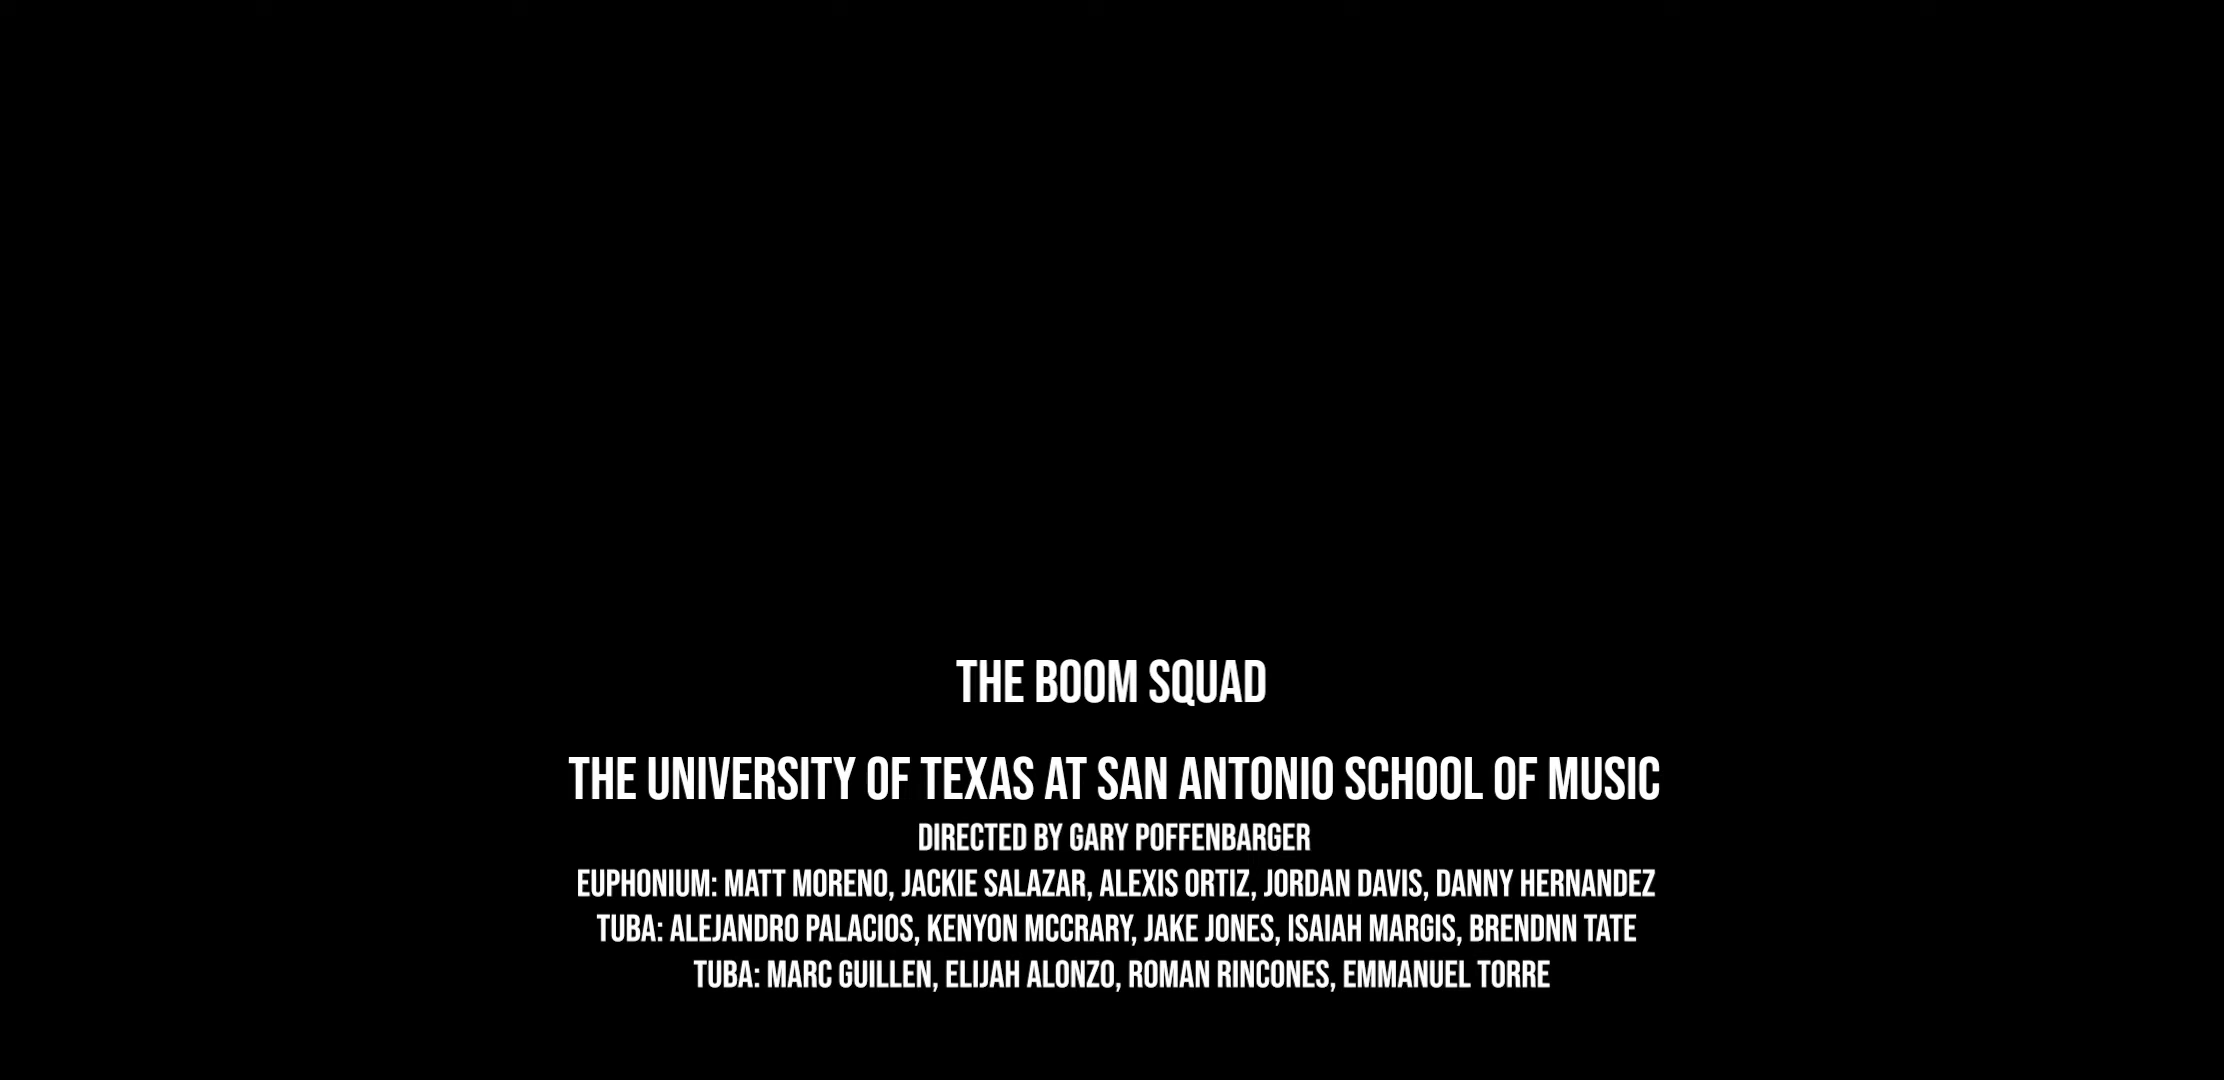 THE BOOM SQUAD
THE UNIVERSITY OF TEXAS AT SAN ANTONIO SCHOOL OF MUSIC
DIRECTED BY GARY POFFENBARGER
EUPHONIUM: MATT MORENO, JACKIE SALAZAR, ALEXIS ORTIZ, JORDAN DAVIS, DANNY HERNANDEZ
TUBA: ALEJANDRO PALACIOS, KENYON MCCRARY, JAKE JONES, ISAIAH MARGIS, BRENDNN TATE
TUBA: MARC GUILLEN, ELIJAH ALONZO, ROMAN RINCONES, EMMANUEL TORRE